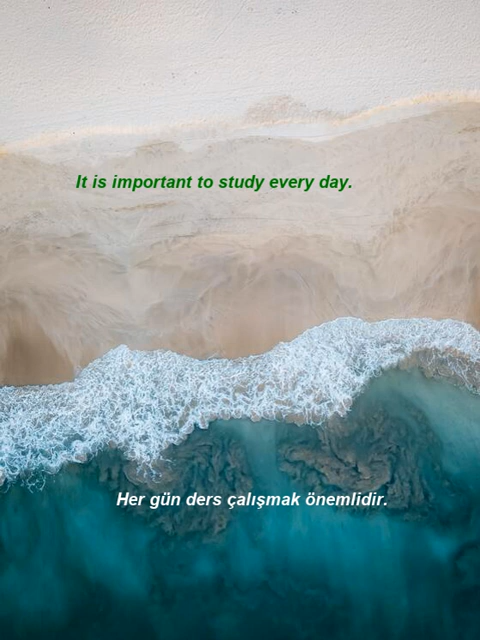 It is important to study every day.
Her gün ders çalışmak önemlidir.